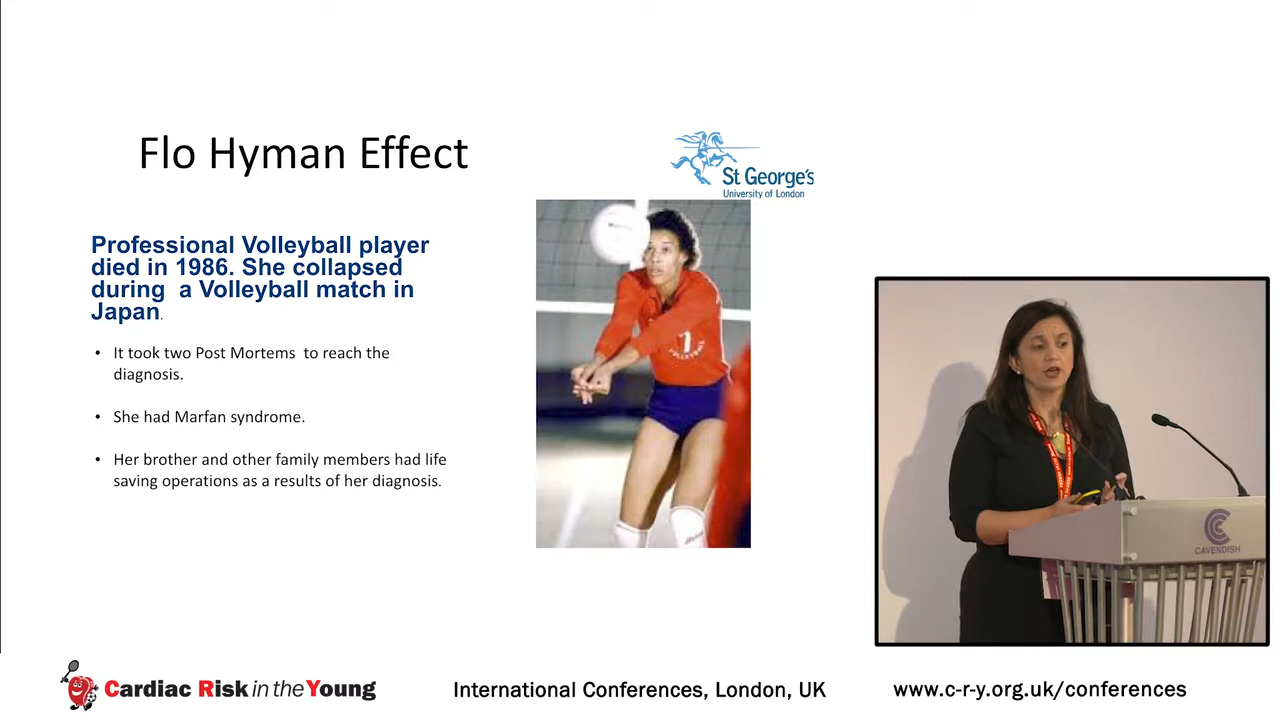 Flo Hyman Effect
St George's
University of London
Professional Volleyball player
died in 1986. She collapsed
during a Volleyball match in
Japan.
• It took two Post Mortems to reach the
diagnosis.
• She had Marfan syndrome.
• Her brother and other family members had life
saving operations as a results of her diagnosis.
CAVENDISH
Cardiac Risk in the Young
International Conferences, London, UK
www.c-r-y.org.uk/conferences